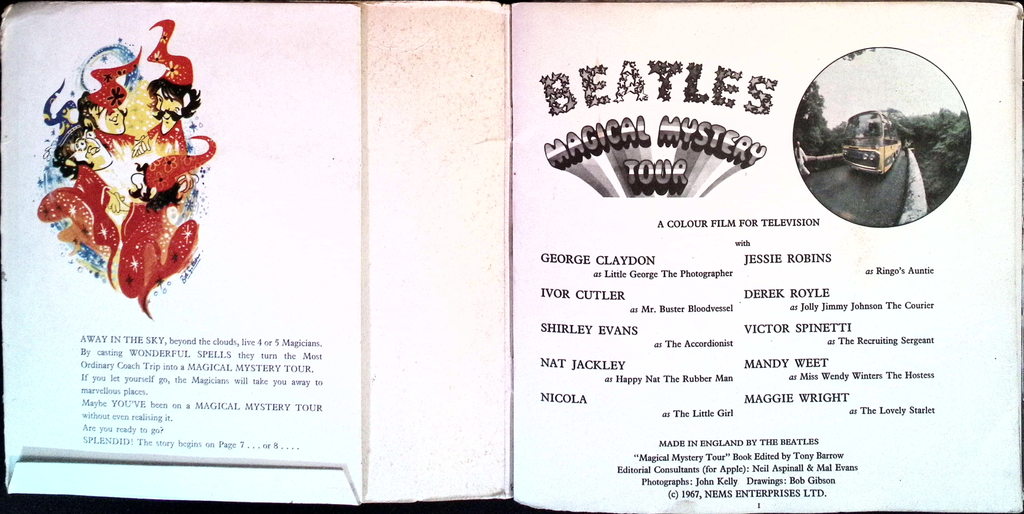 AWAY IN THE SKY, beyond the clouds, live 4 or 5 Magicians.
By casting WONDERFUL SPELLS they turn the Most
Ordinary Coach Trip into a MAGICAL MYSTERY TOUR.
If you let yourself go, the Magicians will take you away to
marvellous places.
Maybe YOU'VE been on a MAGICAL MYSTERY TOUR
without even realising it.
Are you ready to go?
SPLENDID! The story begins on Page 7 . . . or 8 . . . .
BEATLES
MAGICAL MYSTERY
TOUR
A COLOUR FILM FOR TELEVISION
with
GEORGE CLAYDON
as Little George The Photographer
IVOR CUTLER
as Mr. Buster Bloodvessel
SHIRLEY EVANS
as The Accordionist
NAT JACKLEY
as Happy Nat The Rubber Man
NICOLA
as The Little Girl
JESSIE ROBINS
as Ringo's Auntie
DEREK ROYLE
as Jolly Jimmy Johnson The Courier
VICTOR SPINETTI
as The Recruiting Sergeant
MANDY WEET
as Miss Wendy Winters The Hostess
MAGGIE WRIGHT
as The Lovely Starlet
MADE IN ENGLAND BY THE BEATLES
"Magical Mystery Tour" Book Edited by Tony Barrow
Editorial Consultants (for Apple): Neil Aspinall & Mal Evans
Photographs: John Kelly Drawings: Bob Gibson
(c) 1967, NEMS ENTERPRISES LTD.
1